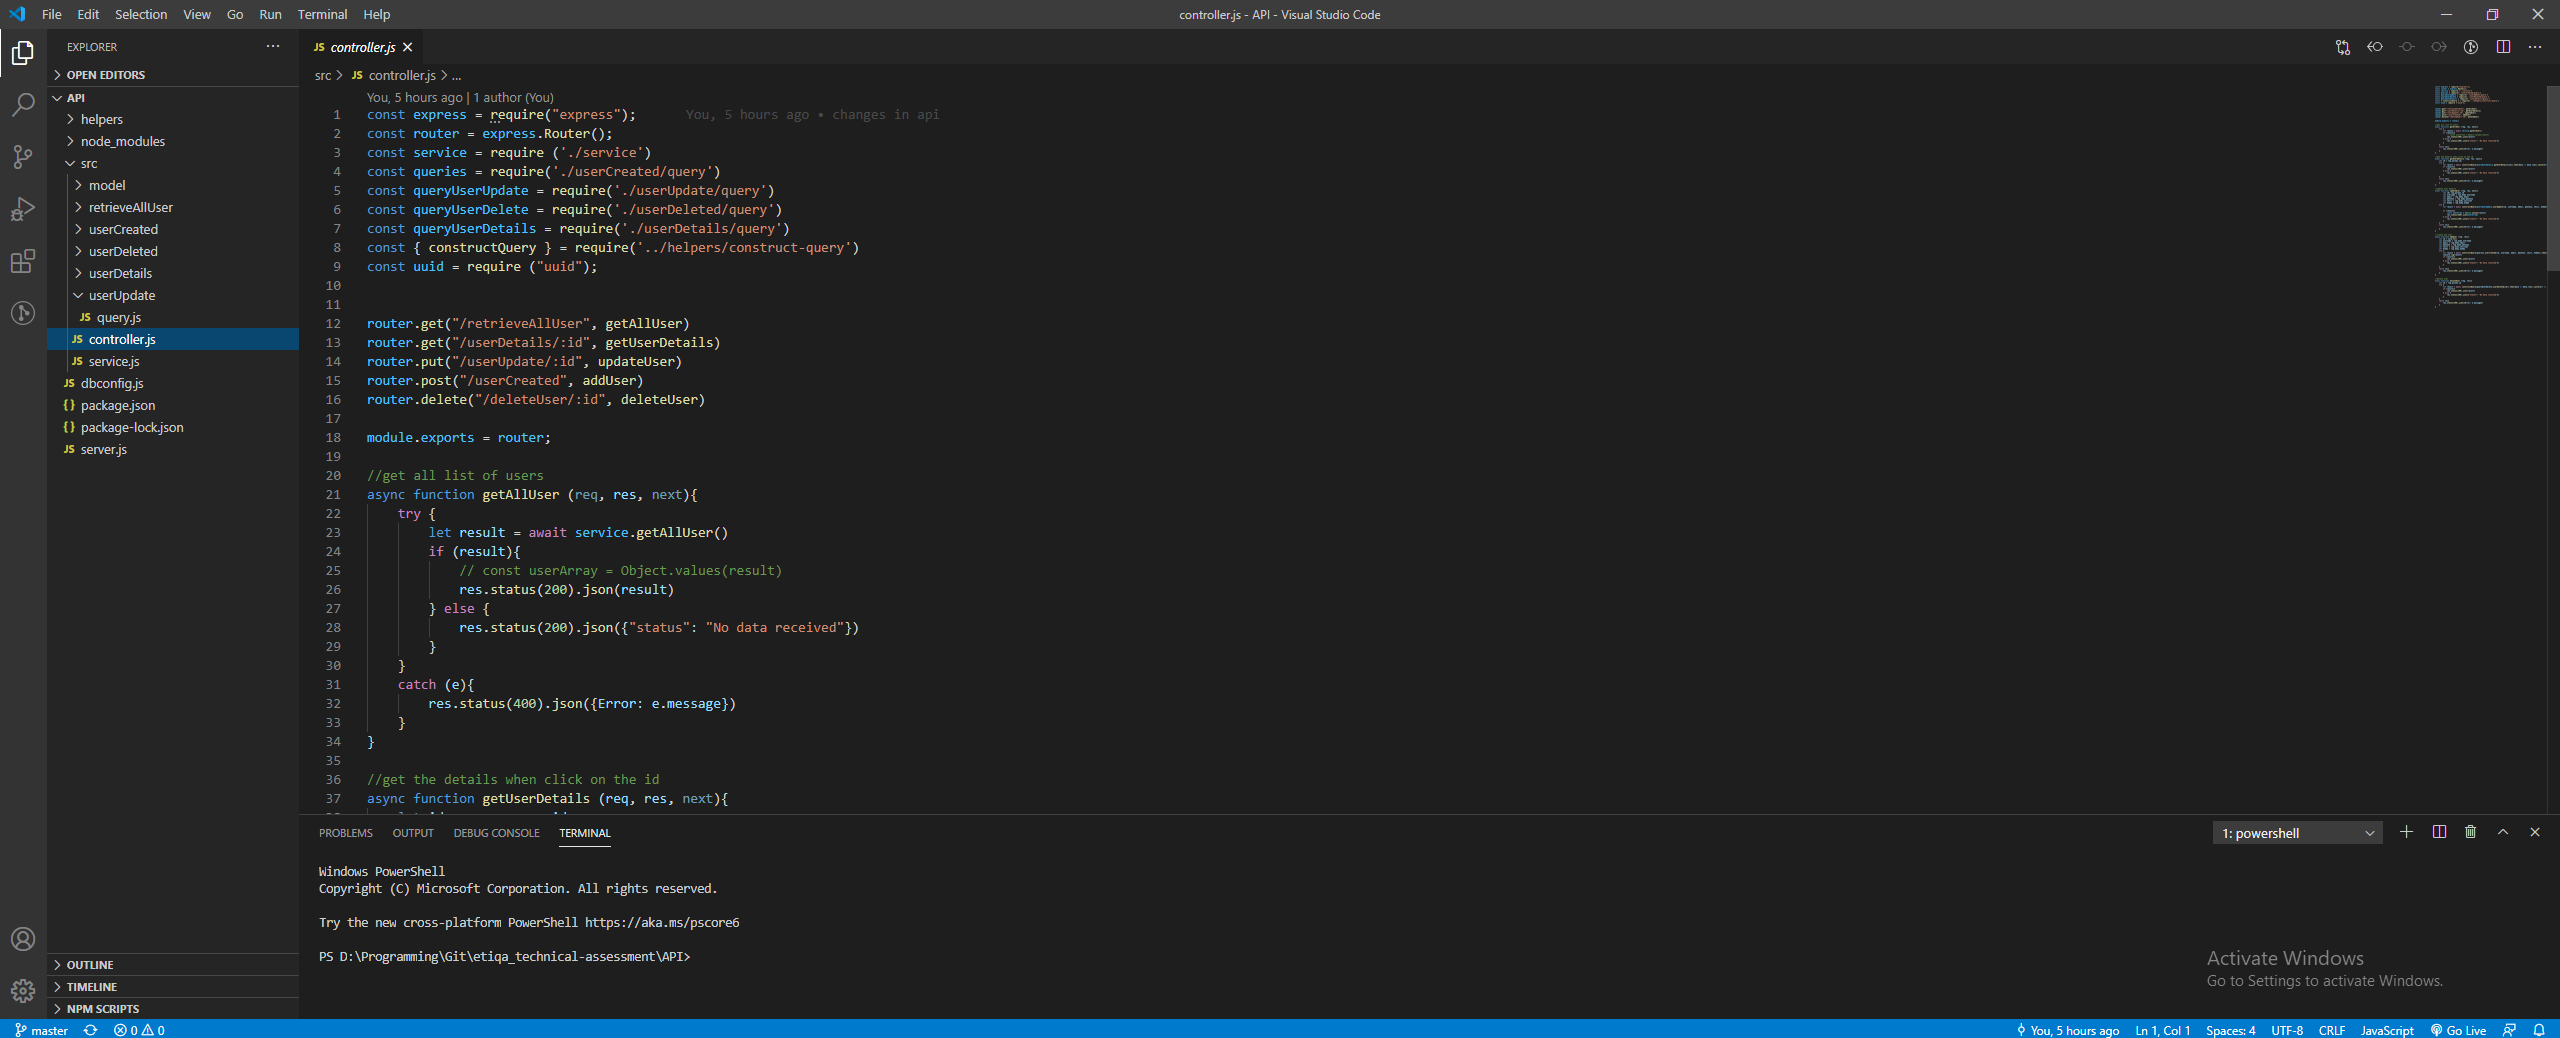 File Edit Selection View Go Run Terminal Help
controller.js - API - Visual Studio Code
EXPLORER
OPEN EDITORS
API
helpers
node_modules
src
model
retrieveAllUser
userCreated
userDeleted
userDetails
userUpdate
JS query.js
JS controller.js
JS service.js
JS dbconfig.js
{} package.json
{} package-lock.json
JS server.js
OUTLINE
TIMELINE
NPM SCRIPTS
JS controller.js
src > JS controller.js > ...
You, 5 hours ago | 1 author (You)
1 const express = require("express"); You, 5 hours ago • changes in api
2 const router = express.Router();
3 const service = require ('./service')
4 const queries = require('./userCreated/query')
5 const queryUserUpdate = require('./userUpdate/query')
6 const queryUserDelete = require('./userDeleted/query')
7 const queryUserDetails = require('./userDetails/query')
8 const { constructQuery } = require('../helpers/construct-query')
9 const uuid = require ("uuid");
10
11
12 router.get("/retrieveAllUser", getAllUser)
13 router.get("/userDetails/:id", getUserDetails)
14 router.put("/userUpdate/:id", updateUser)
15 router.post("/userCreated", addUser)
16 router.delete("/deleteUser/:id", deleteUser)
17
18 module.exports = router;
19
20 //get all list of users
21 async function getAllUser (req, res, next){
22 try {
23 let result = await service.getAllUser()
24 if (result){
25 // const userArray = Object.values(result)
26 res.status(200).json(result)
27 } else {
28 res.status(200).json({"status": "No data received"})
29 }
30 }
31 catch (e){
32 res.status(400).json({Error: e.message})
33 }
34 }
35
36 //get the details when click on the id
37 async function getUserDetails (req, res, next){
PROBLEMS OUTPUT DEBUG CONSOLE TERMINAL
1: powershell
Windows PowerShell
Copyright (C) Microsoft Corporation. All rights reserved.
Try the new cross-platform PowerShell https://aka.ms/pscore6
PS D:\Programming\Git\etiqa_technical-assessment\API>
Activate Windows
Go to Settings to activate Windows.
master 0 0
You, 5 hours ago Ln 1, Col 1 Spaces: 4 UTF-8 CRLF JavaScript Go Live